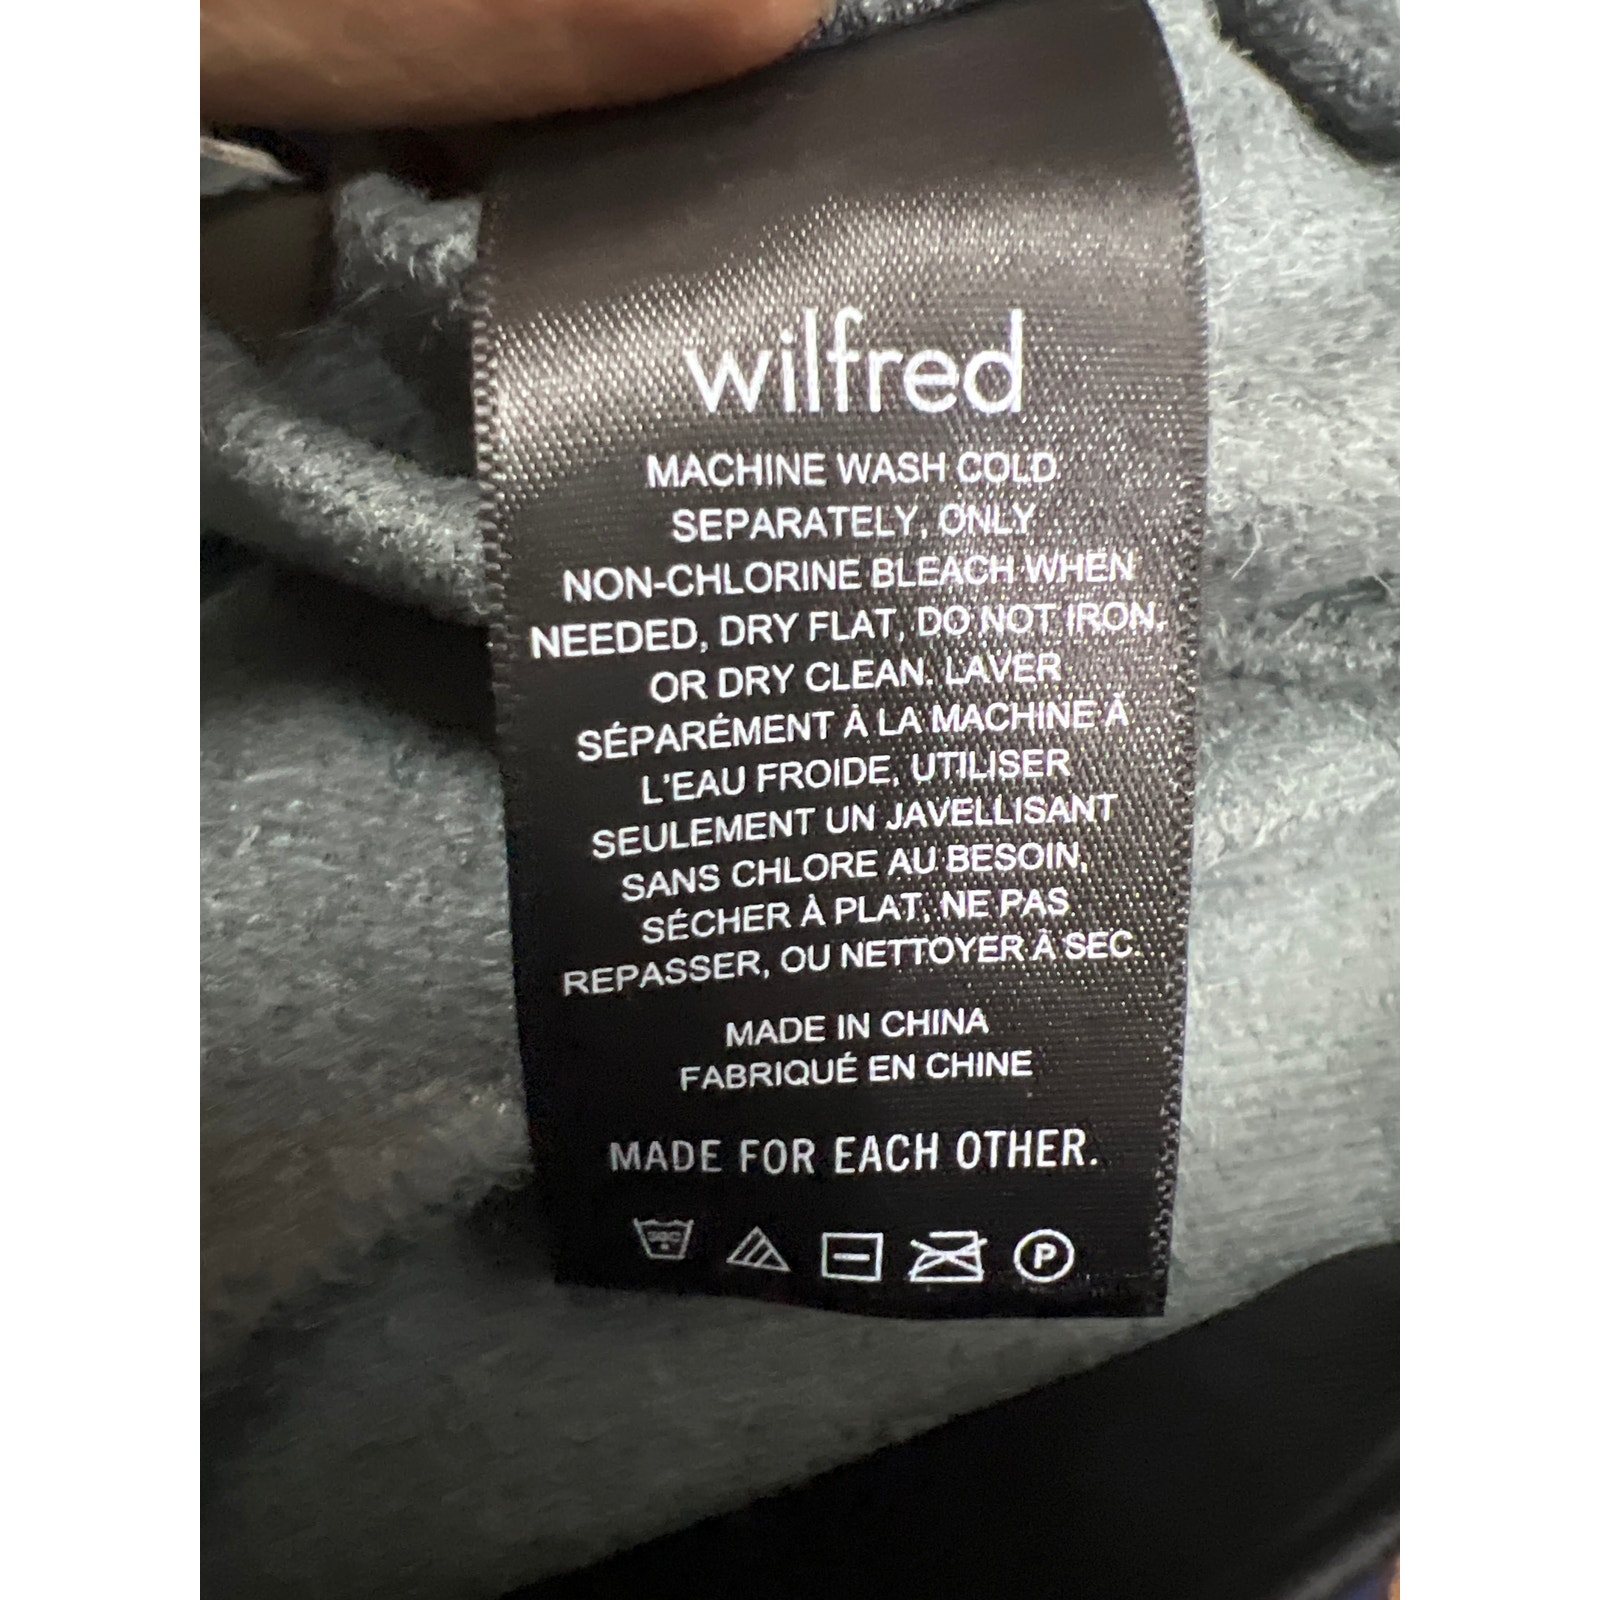 wilfred
MACHINE WASH COLD
SEPARATELY, ONLY
NON-CHLORINE BLEACH WHEN
NEEDED, DRY FLAT, DO NOT IRON,
OR DRY CLEAN. LAVER
SÉPARÉMENT À LA MACHINE À
L'EAU FROIDE, UTILISER
SEULEMENT UN JAVELLISANT
SANS CHLORE AU BESOIN,
SÉCHER À PLAT, NE PAS
REPASSER, OU NETTOYER À SEC.
MADE IN CHINA
FABRIQUÉ EN CHINE
MADE FOR EACH OTHER.
P